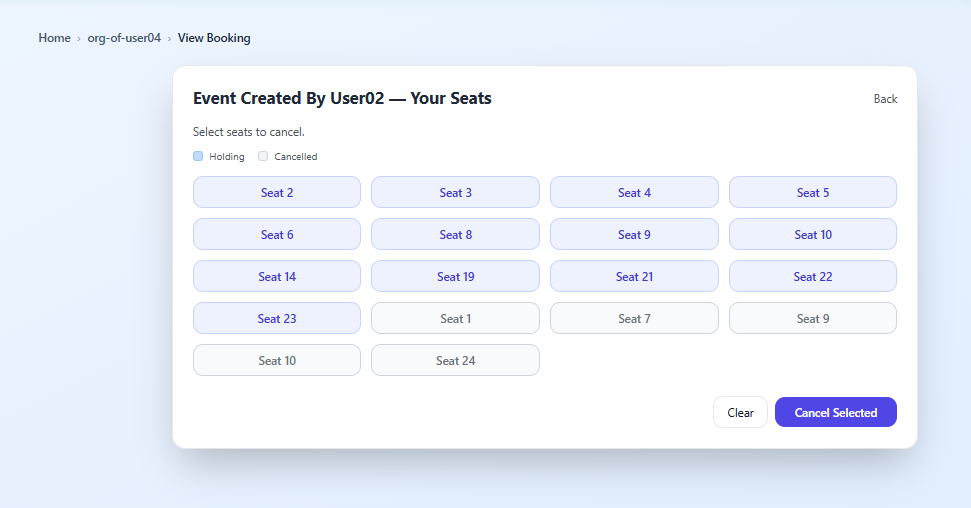 Home › org-of-user04 › View Booking
Event Created By User02 — Your Seats
Back
Select seats to cancel.
Holding Cancelled
Seat 2 Seat 3 Seat 4 Seat 5
Seat 6 Seat 8 Seat 9 Seat 10
Seat 14 Seat 19 Seat 21 Seat 22
Seat 23 Seat 1 Seat 7 Seat 9
Seat 10 Seat 24
Clear Cancel Selected